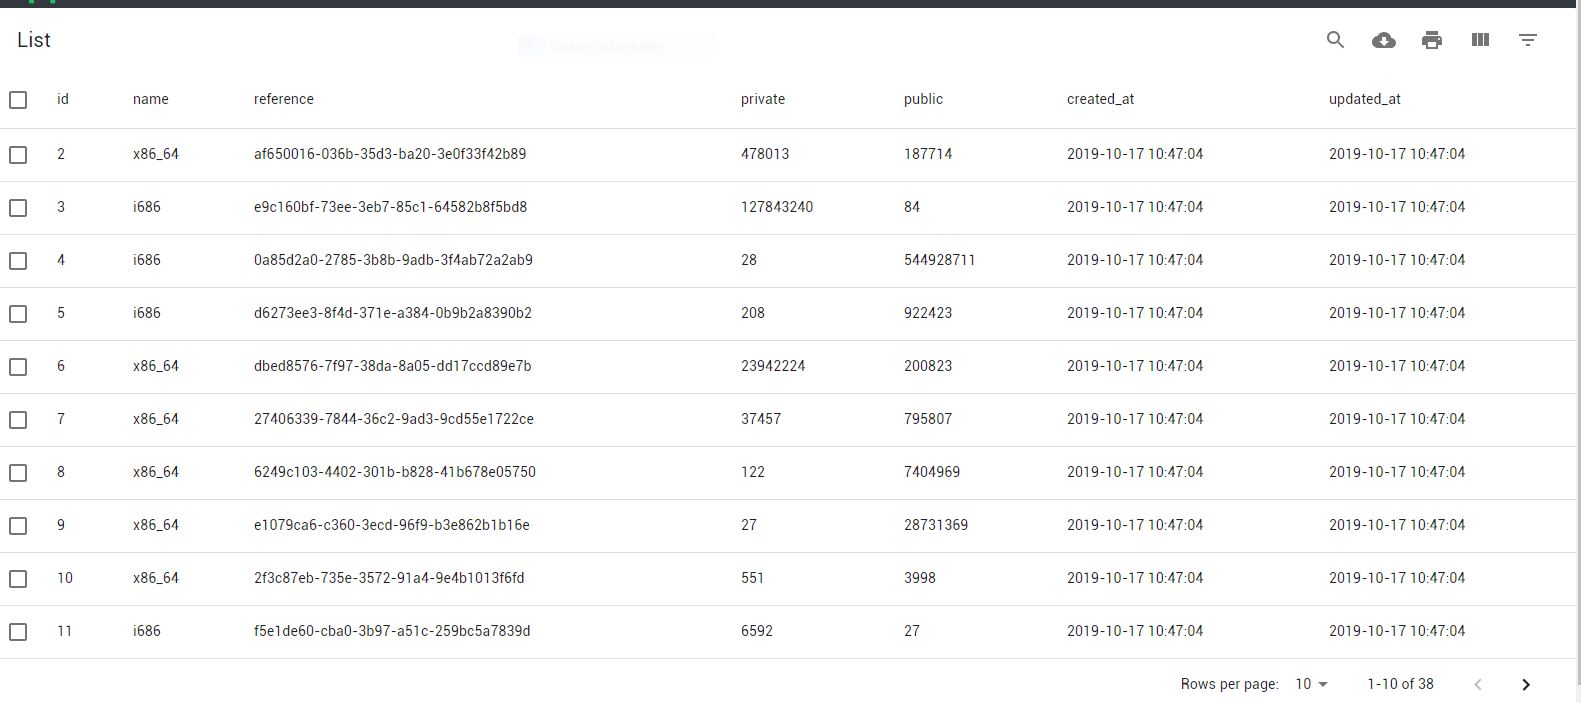 List
Capture rectangulaire
id name reference private public created_at updated_at
2 x86_64 af650016-036b-35d3-ba20-3e0f33f42b89 478013 187714 2019-10-17 10:47:04 2019-10-17 10:47:04
3 i686 e9c160bf-73ee-3eb7-85c1-64582b8f5bd8 127843240 84 2019-10-17 10:47:04 2019-10-17 10:47:04
4 i686 0a85d2a0-2785-3b8b-9adb-3f4ab72a2ab9 28 544928711 2019-10-17 10:47:04 2019-10-17 10:47:04
5 i686 d6273ee3-8f4d-371e-a384-0b9b2a8390b2 208 922423 2019-10-17 10:47:04 2019-10-17 10:47:04
6 x86_64 dbed8576-7f97-38da-8a05-dd17ccd89e7b 23942224 200823 2019-10-17 10:47:04 2019-10-17 10:47:04
7 x86_64 27406339-7844-36c2-9ad3-9cd55e1722ce 37457 795807 2019-10-17 10:47:04 2019-10-17 10:47:04
8 x86_64 6249c103-4402-301b-b828-41b678e05750 122 7404969 2019-10-17 10:47:04 2019-10-17 10:47:04
9 x86_64 e1079ca6-c360-3ecd-96f9-b3e862b1b16e 27 28731369 2019-10-17 10:47:04 2019-10-17 10:47:04
10 x86_64 2f3c87eb-735e-3572-91a4-9e4b1013f6fd 551 3998 2019-10-17 10:47:04 2019-10-17 10:47:04
11 i686 f5e1de60-cba0-3b97-a51c-259bc5a7839d 6592 27 2019-10-17 10:47:04 2019-10-17 10:47:04
Rows per page: 10 1-10 of 38